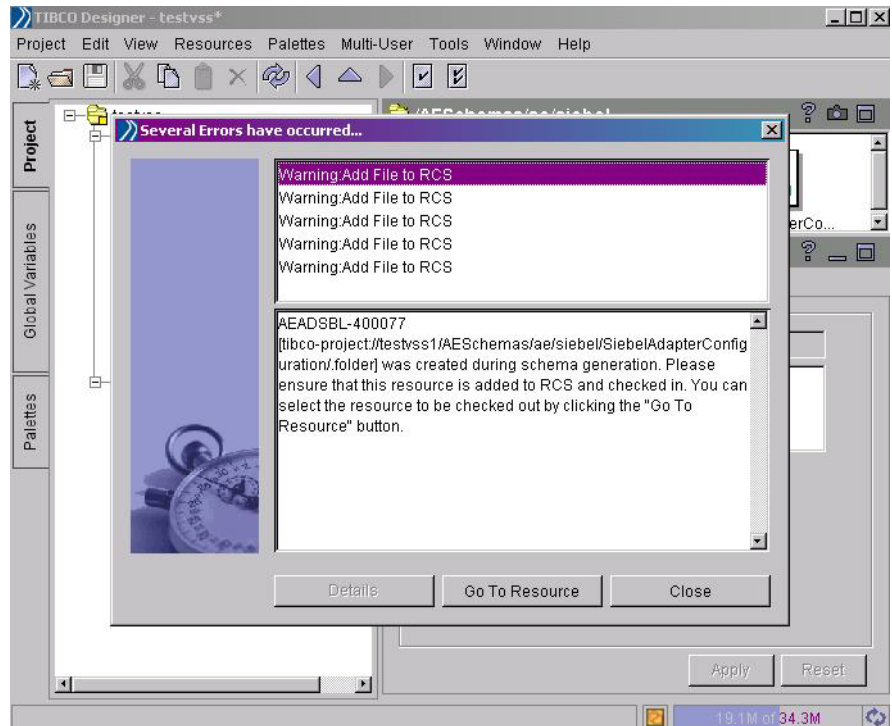 TIBCO Designer - testvss*
Project Edit View Resources Palettes Multi-User Tools Window Help
Project
Global Variables
Palettes
/AESchemas/ae/siebel
Several Errors have occurred...
Warning:Add File to RCS
Warning:Add File to RCS
Warning:Add File to RCS
Warning:Add File to RCS
Warning:Add File to RCS
erCo...
AEADSBL-400077
[tibco-project://testvss1/AESchemas/ae/siebel/SiebelAdapterConfig
uration/.folder] was created during schema generation. Please
ensure that this resource is added to RCS and checked in. You can
select the resource to be checked out by clicking the "Go To
Resource" button.
Details Go To Resource Close
Apply Reset
19.1M of 34.3M